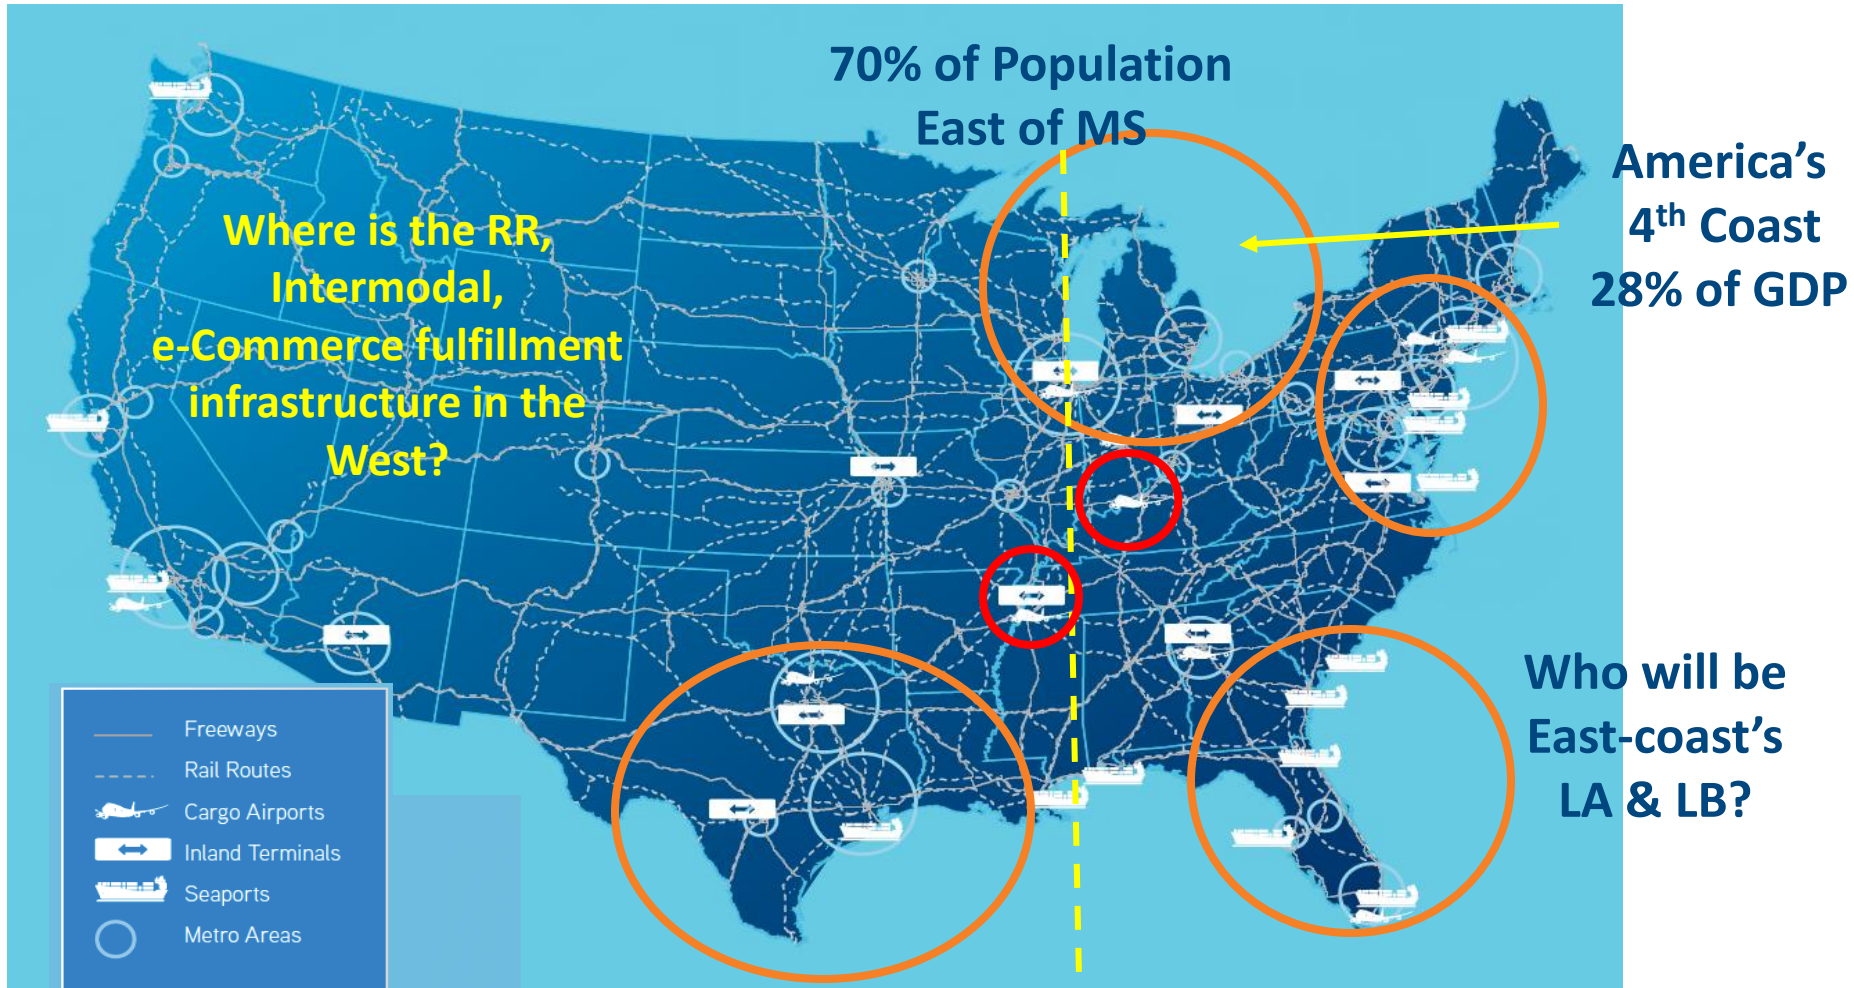 70% of Population
East of MS
America’s
4th Coast
28% of GDP
Where is the RR,
Intermodal,
e-Commerce fulfillment
infrastructure in the
West?
Who will be
East-coast’s
LA & LB?
Freeways
Rail Routes
Cargo Airports
Inland Terminals
Seaports
Metro Areas